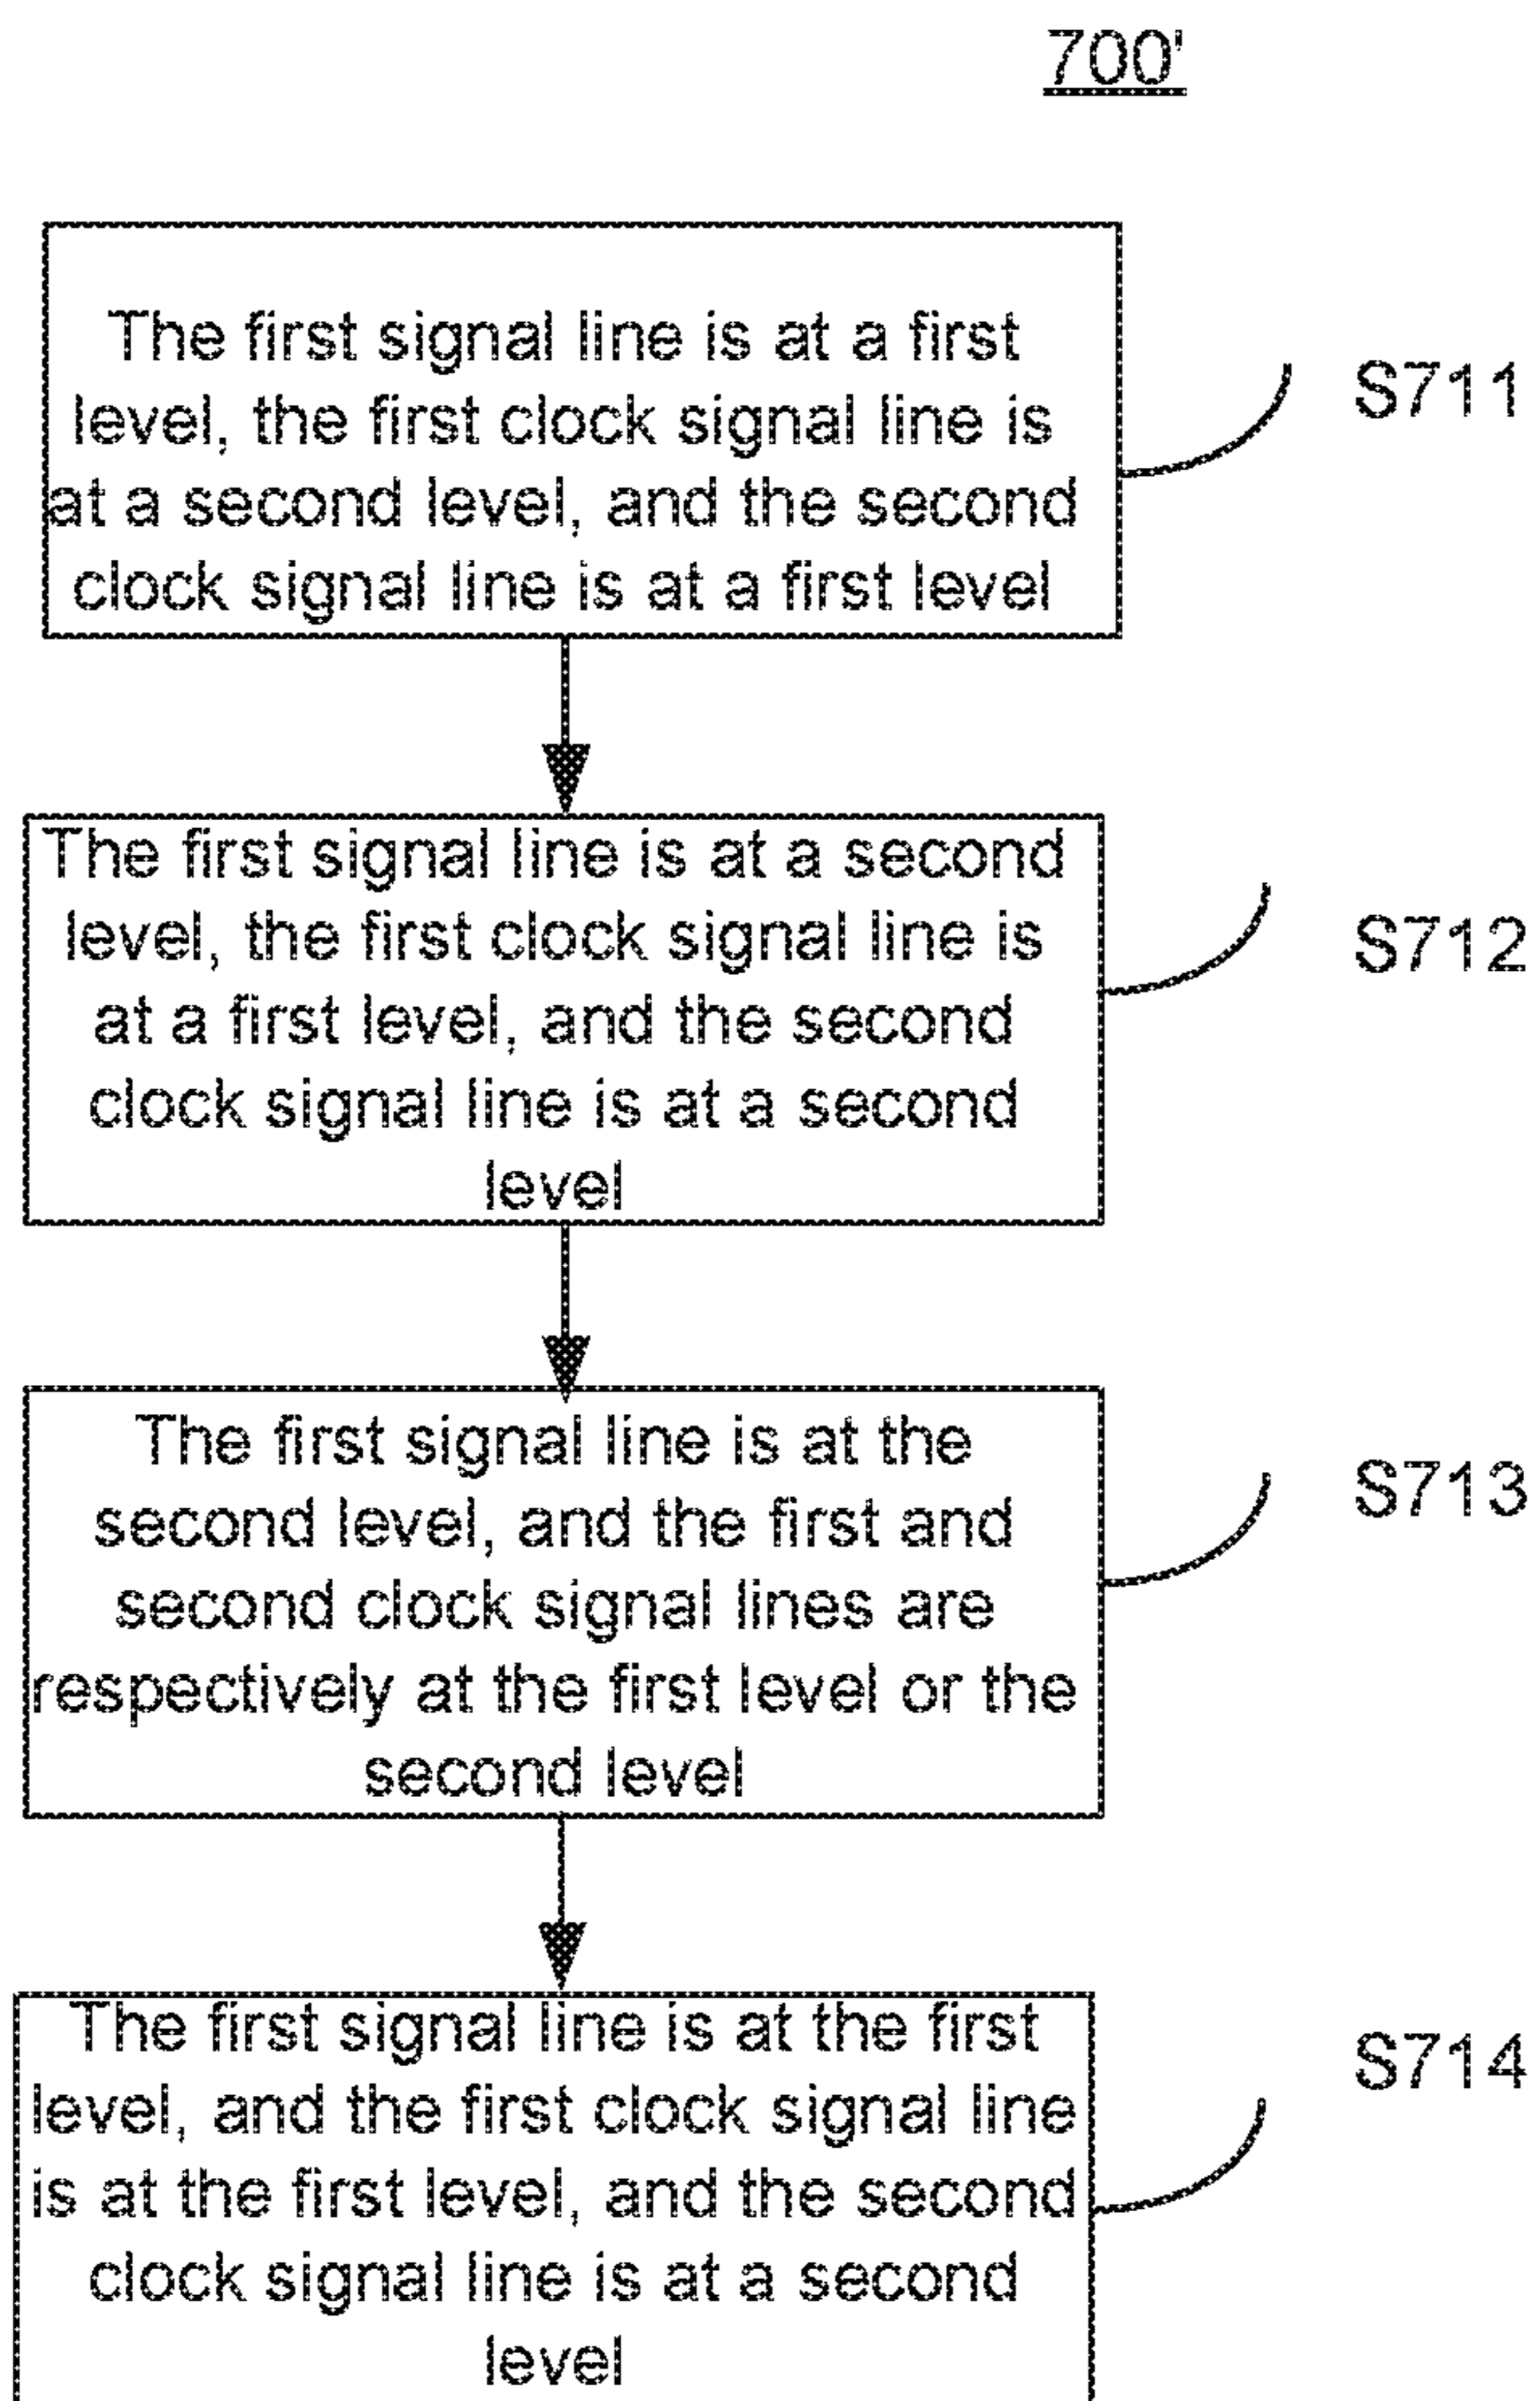 700'
The first signal line is at a first
level, the first clock signal line is
at a second level, and the second
clock signal line is at a first level
S711
The first signal line is at a second
level, the first clock signal line is
at a first level, and the second
clock signal line is at a second
level
S712
The first signal line is at the
second level, and the first and
second clock signal lines are
respectively at the first level or the
second level
S713
The first signal line is at the first
level, and the first clock signal line
is at the first level, and the second
clock signal line is at a second
level
S714